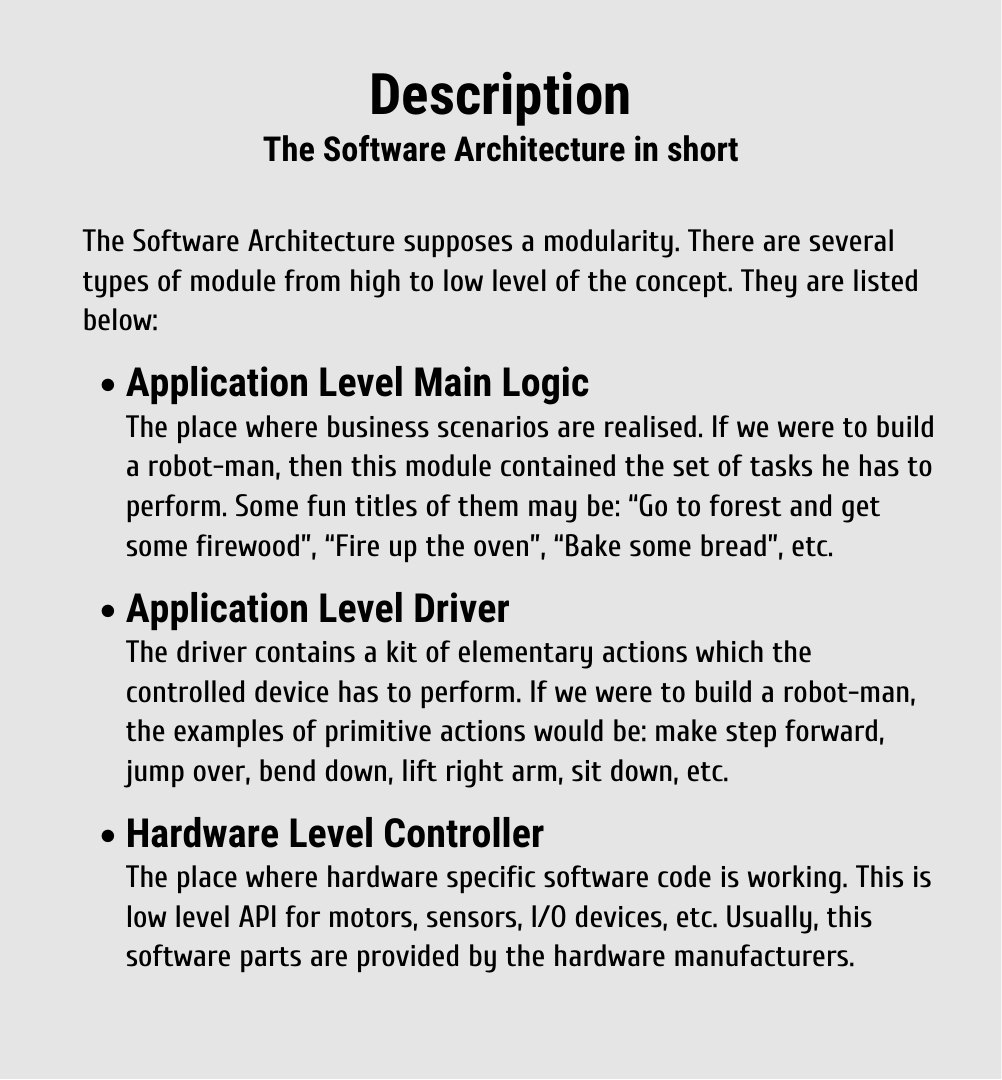 Description
The Software Architecture in short
The Software Architecture supposes a modularity. There are several
types of module from high to low level of the concept. They are listed
below:
• Application Level Main Logic
The place where business scenarios are realised. If we were to build
a robot-man, then this module contained the set of tasks he has to
perform. Some fun titles of them may be: “Go to forest and get
some firewood”, “Fire up the oven”, “Bake some bread”, etc.
• Application Level Driver
The driver contains a kit of elementary actions which the
controlled device has to perform. If we were to build a robot-man,
the examples of primitive actions would be: make step forward,
jump over, bend down, lift right arm, sit down, etc.
• Hardware Level Controller
The place where hardware specific software code is working. This is
low level API for motors, sensors, I/O devices, etc. Usually, this
software parts are provided by the hardware manufacturers.